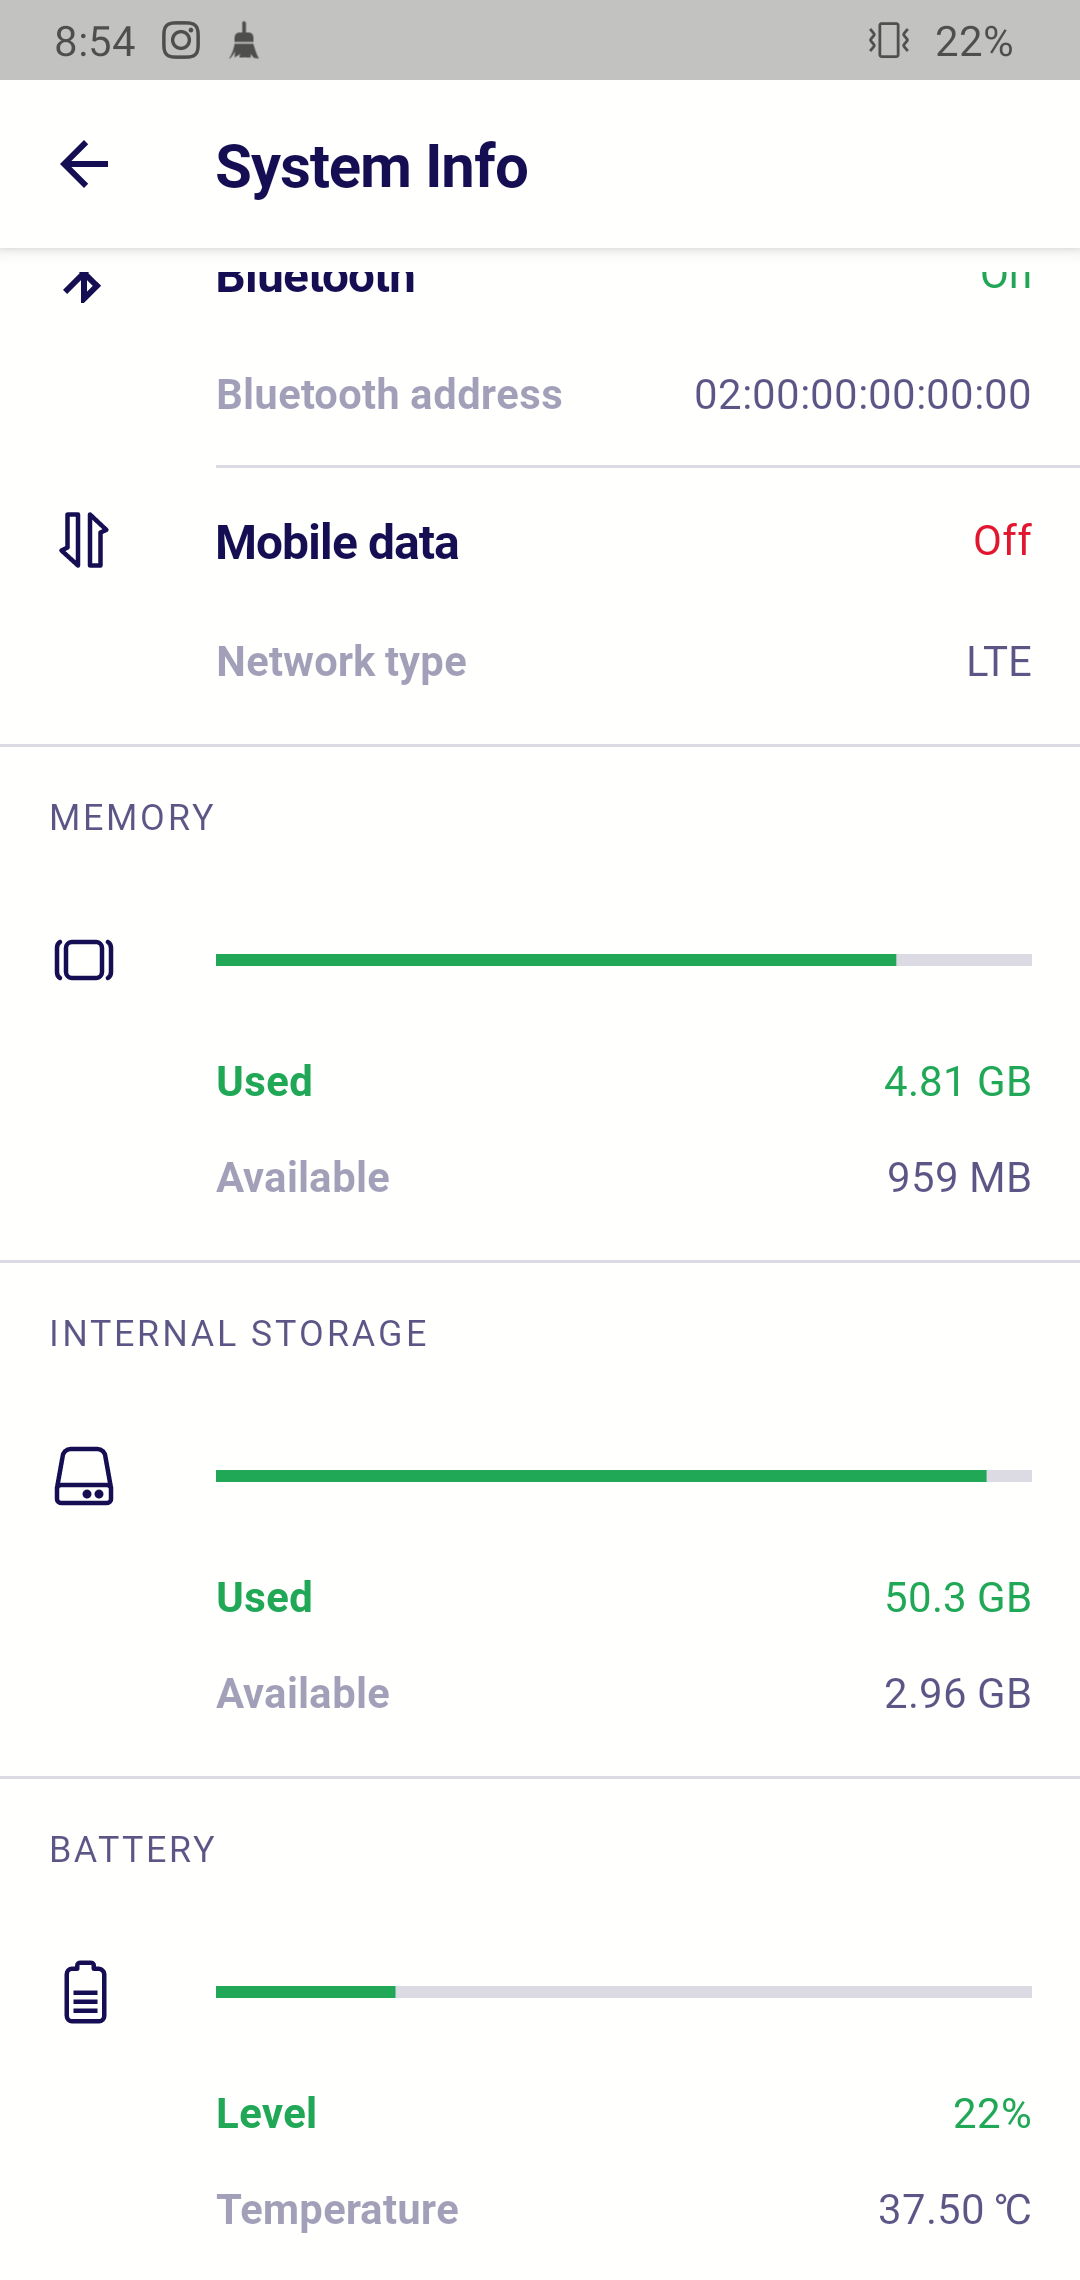 8:54 22%
System Info
Bluetooth On
Bluetooth address 02:00:00:00:00:00
Mobile data Off
Network type LTE
MEMORY
Used 4.81 GB
Available 959 MB
INTERNAL STORAGE
Used 50.3 GB
Available 2.96 GB
BATTERY
Level 22%
Temperature 37.50 °C